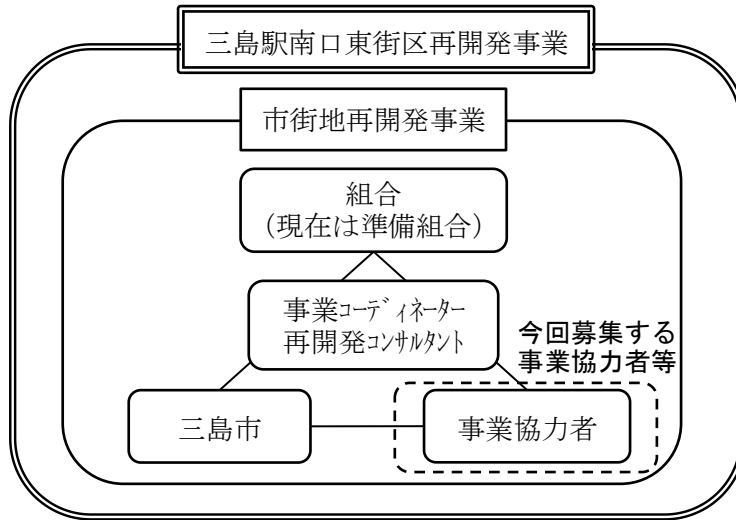 三島駅南口東街区再開発事業
市街地再開発事業
組合
（現在は準備組合）
事業ｺｰﾃﾞｨﾈｰﾀｰ
再開発ｺﾝｻﾙﾀﾝﾄ
今回募集する
事業協力者等
三島市
事業協力者